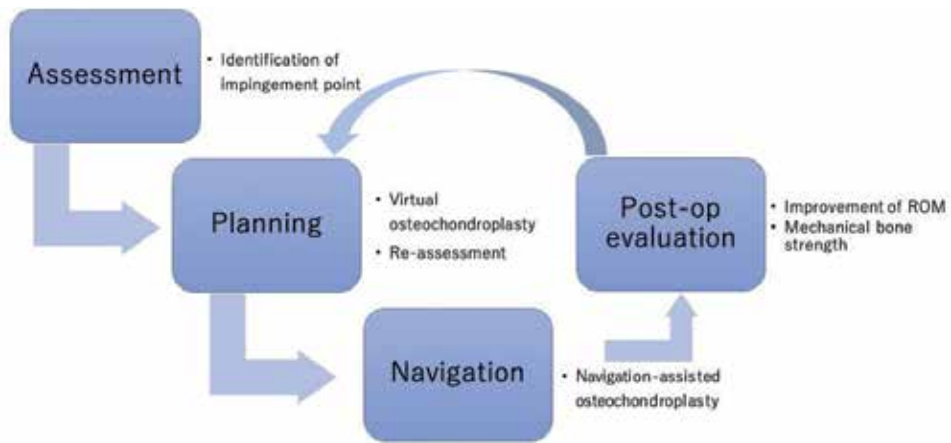 Assessment
• Identification of
impingement point
Planning
• Virtual
osteochondroplasty
• Re-assessment
Navigation
• Navigation-assisted
osteochondroplasty
Post-op
evaluation
• Improvement of ROM
• Mechanical bone
strength